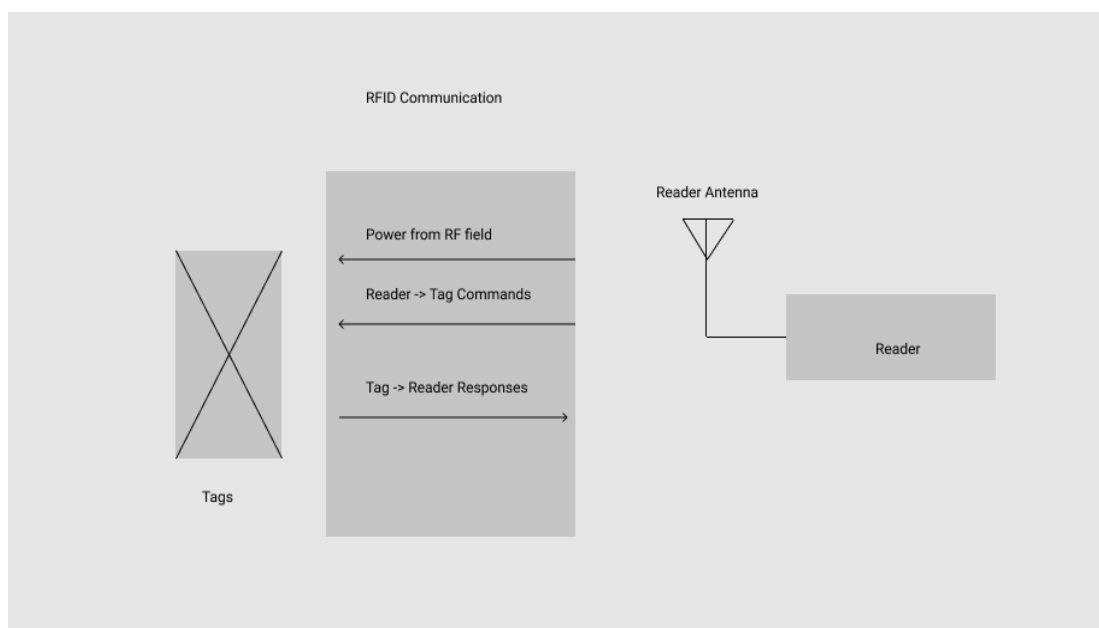 RFID Communication
Reader Antenna
Power from RF field
Reader -> Tag Commands
Reader
Tag -> Reader Responses
Tags